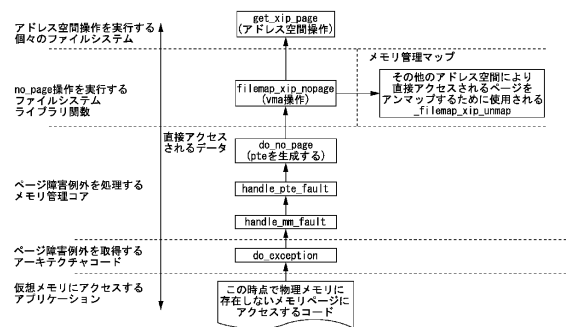 アドレス空間操作を実行する
個々のファイルシステム
get_xip_page
(アドレス空間操作)
メモリ管理マップ
no_page操作を実行する
ファイルシステム
ライブラリ関数
filemap_xip_nopage
(vma操作)
その他のアドレス空間により
直接アクセスされるページを
アンマップするために使用される
_filemap_xip_unmap
直接アクセス
されるデータ
do_no_page
(pteを生成する)
ページ障害例外を処理する
メモリ管理コア
handle_pte_fault
handle_mm_fault
ページ障害例外を取得する
アーキテクチャコード
do_exception
仮想メモリにアクセスする
アプリケーション
この時点で物理メモリに
存在しないメモリページに
アクセスするコード